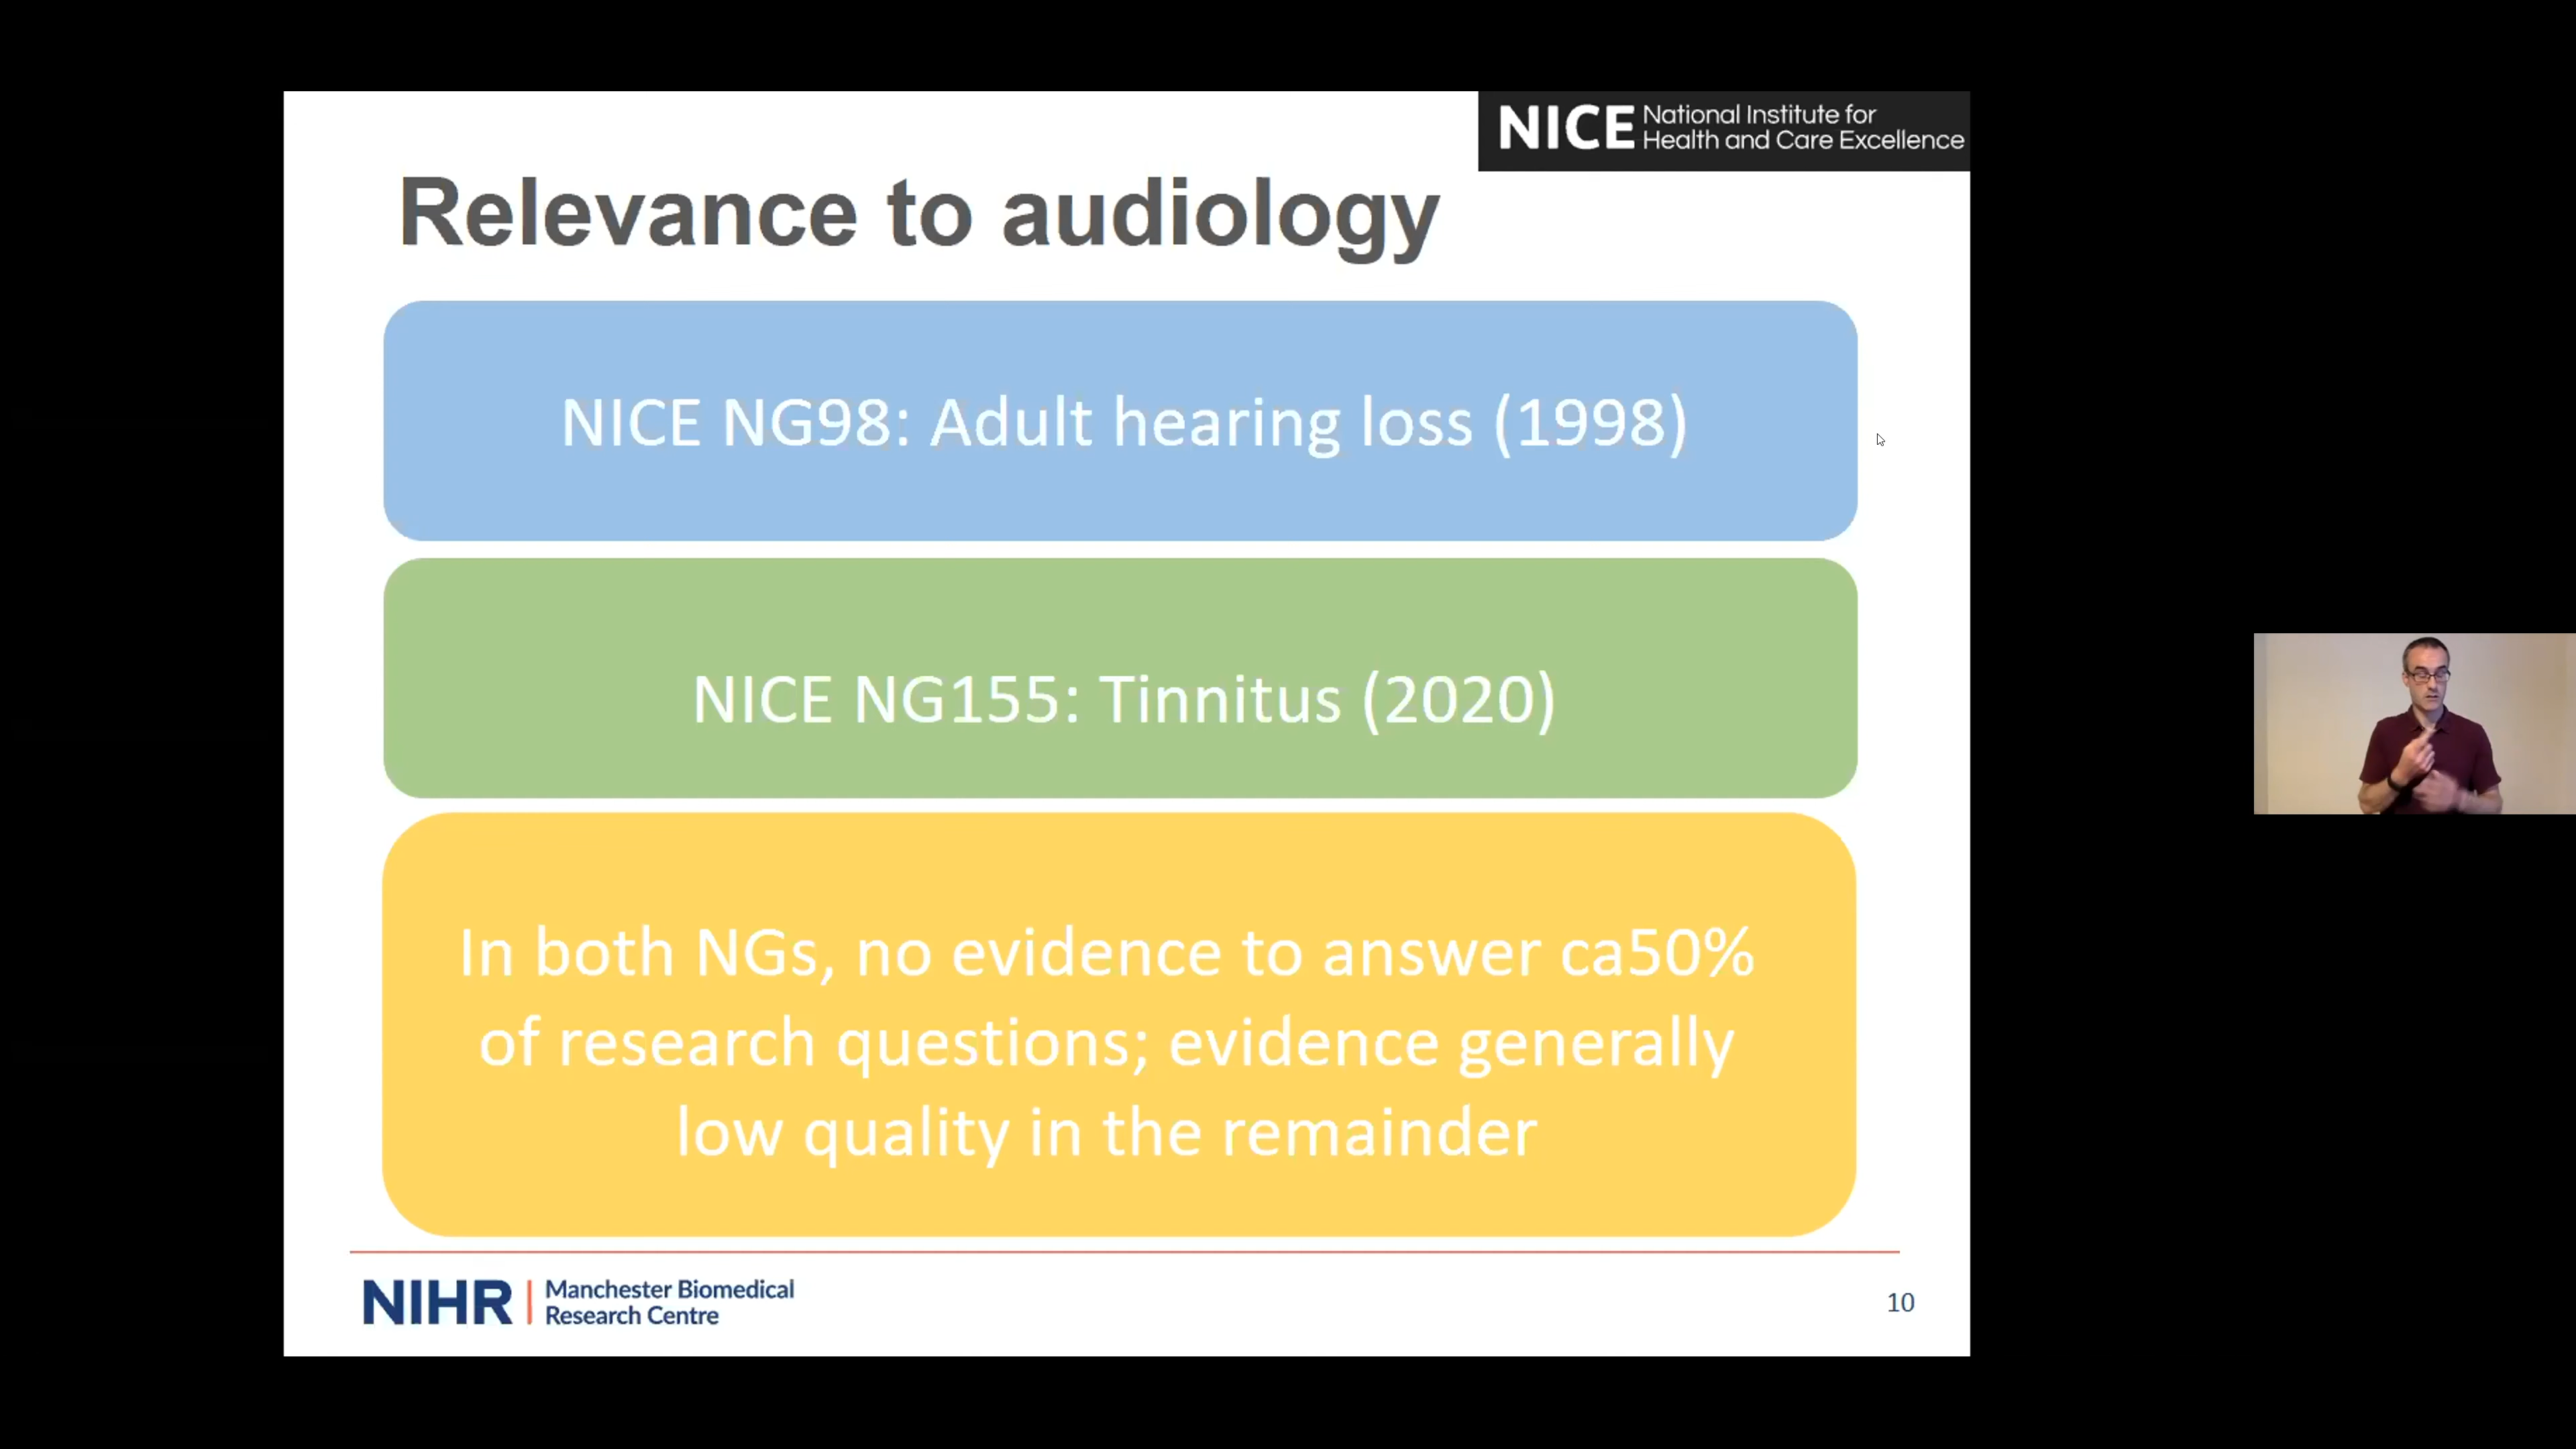 NICE National Institute for
Health and Care Excellence
Relevance to audiology
NICE NG98: Adult hearing loss (1998)
NICE NG155: Tinnitus (2020)
In both NGs, no evidence to answer ca50%
of research questions; evidence generally
low quality in the remainder
NIHR | Manchester Biomedical
Research Centre
10